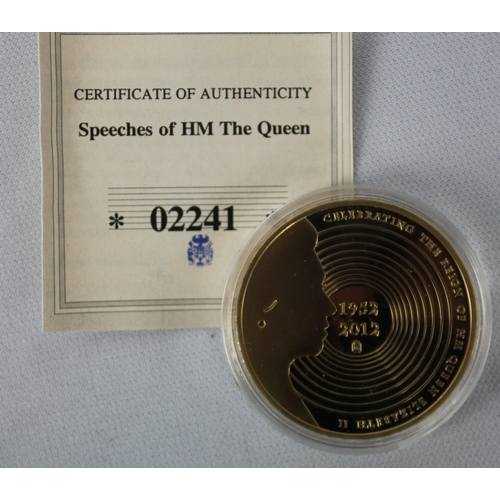 CERTIFICATE OF AUTHENTICITY
Speeches of HM The Queen
* 02241 *
CELEBRATING THE REIGN OF HM QUEEN ELIZABETH II
1952
2012